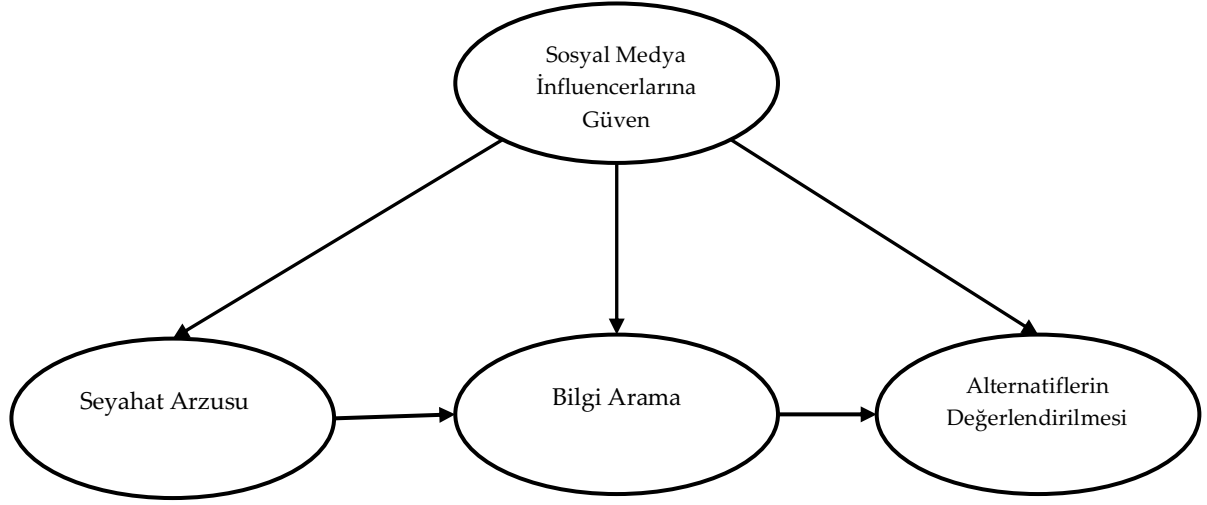 Sosyal Medya
İnfluencerlarına
Güven
Seyahat Arzusu
Bilgi Arama
Alternatiflerin
Değerlendirilmesi